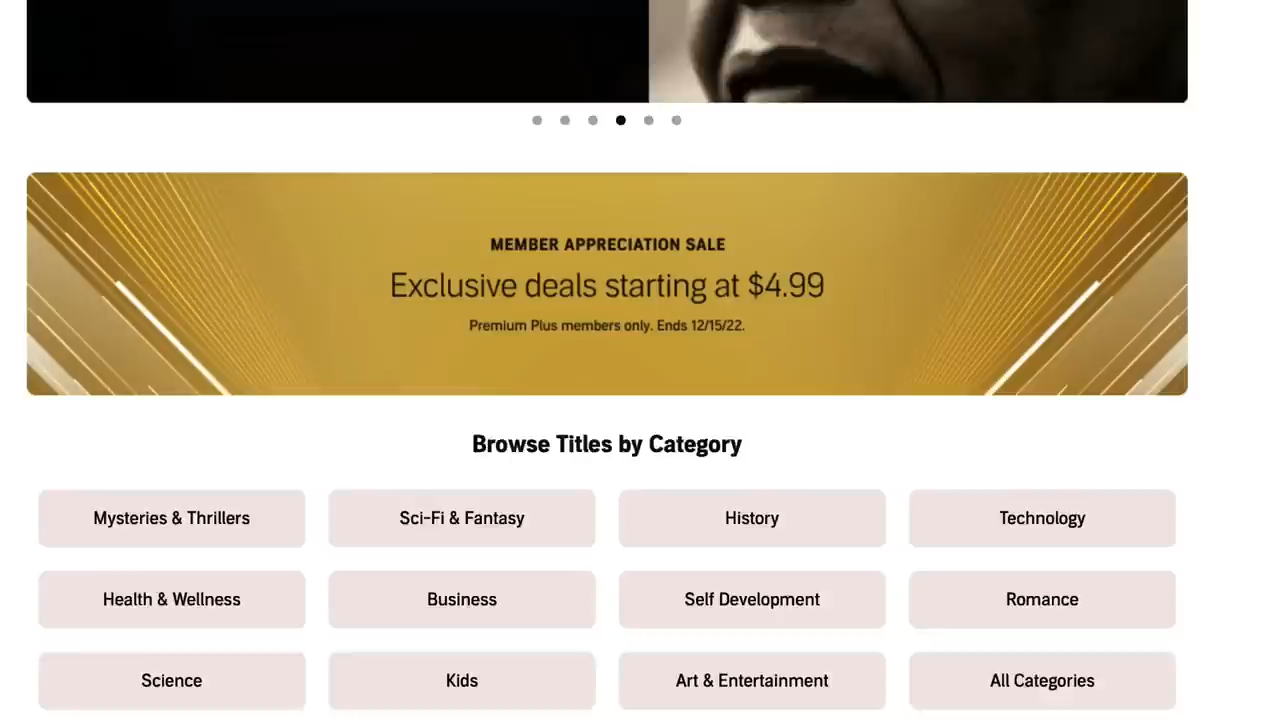 MEMBER APPRECIATION SALE
Exclusive deals starting at $4.99
Premium Plus members only. Ends 12/15/22.
Browse Titles by Category
Mysteries & Thrillers
Sci-Fi & Fantasy
History
Technology
Health & Wellness
Business
Self Development
Romance
Science
Kids
Art & Entertainment
All Categories